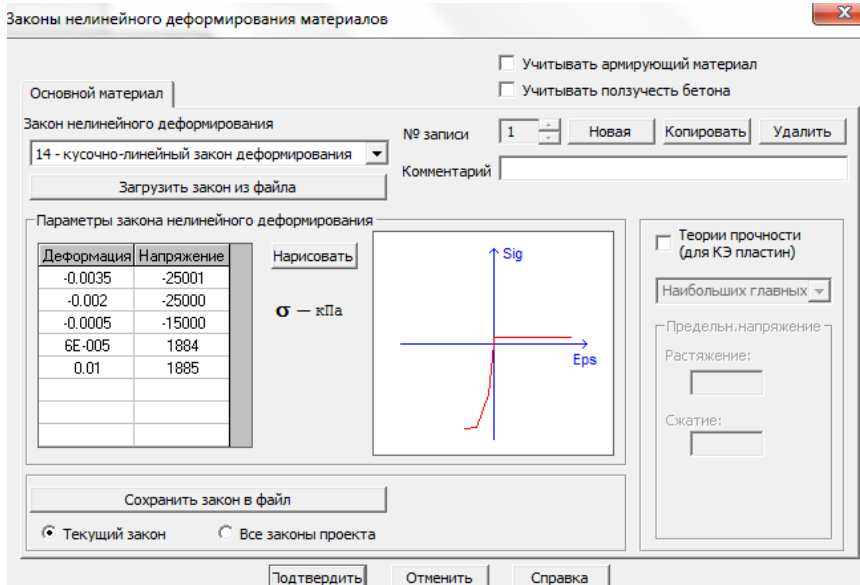 Законы нелинейного деформирования материалов
Учитывать армирующий материал
Учитывать ползучесть бетона
Основной материал
Закон нелинейного деформирования
14 - кусочно-линейный закон деформирования
Загрузить закон из файла
№ записи 1 Новая Копировать Удалить
Комментарий
Параметры закона нелинейного деформирования
Деформация Напряжение
-0.0035 -25001
-0.002 -25000
-0.0005 -15000
6E-005 1884
0.01 1885
Нарисовать
σ – кПа
Sig
Eps
Теории прочности
(для КЭ пластин)
Наибольших главных
Предельн.напряжение
Растяжение:
Сжатие:
Сохранить закон в файл
Текущий закон Все законы проекта
Подтвердить Отменить Справка